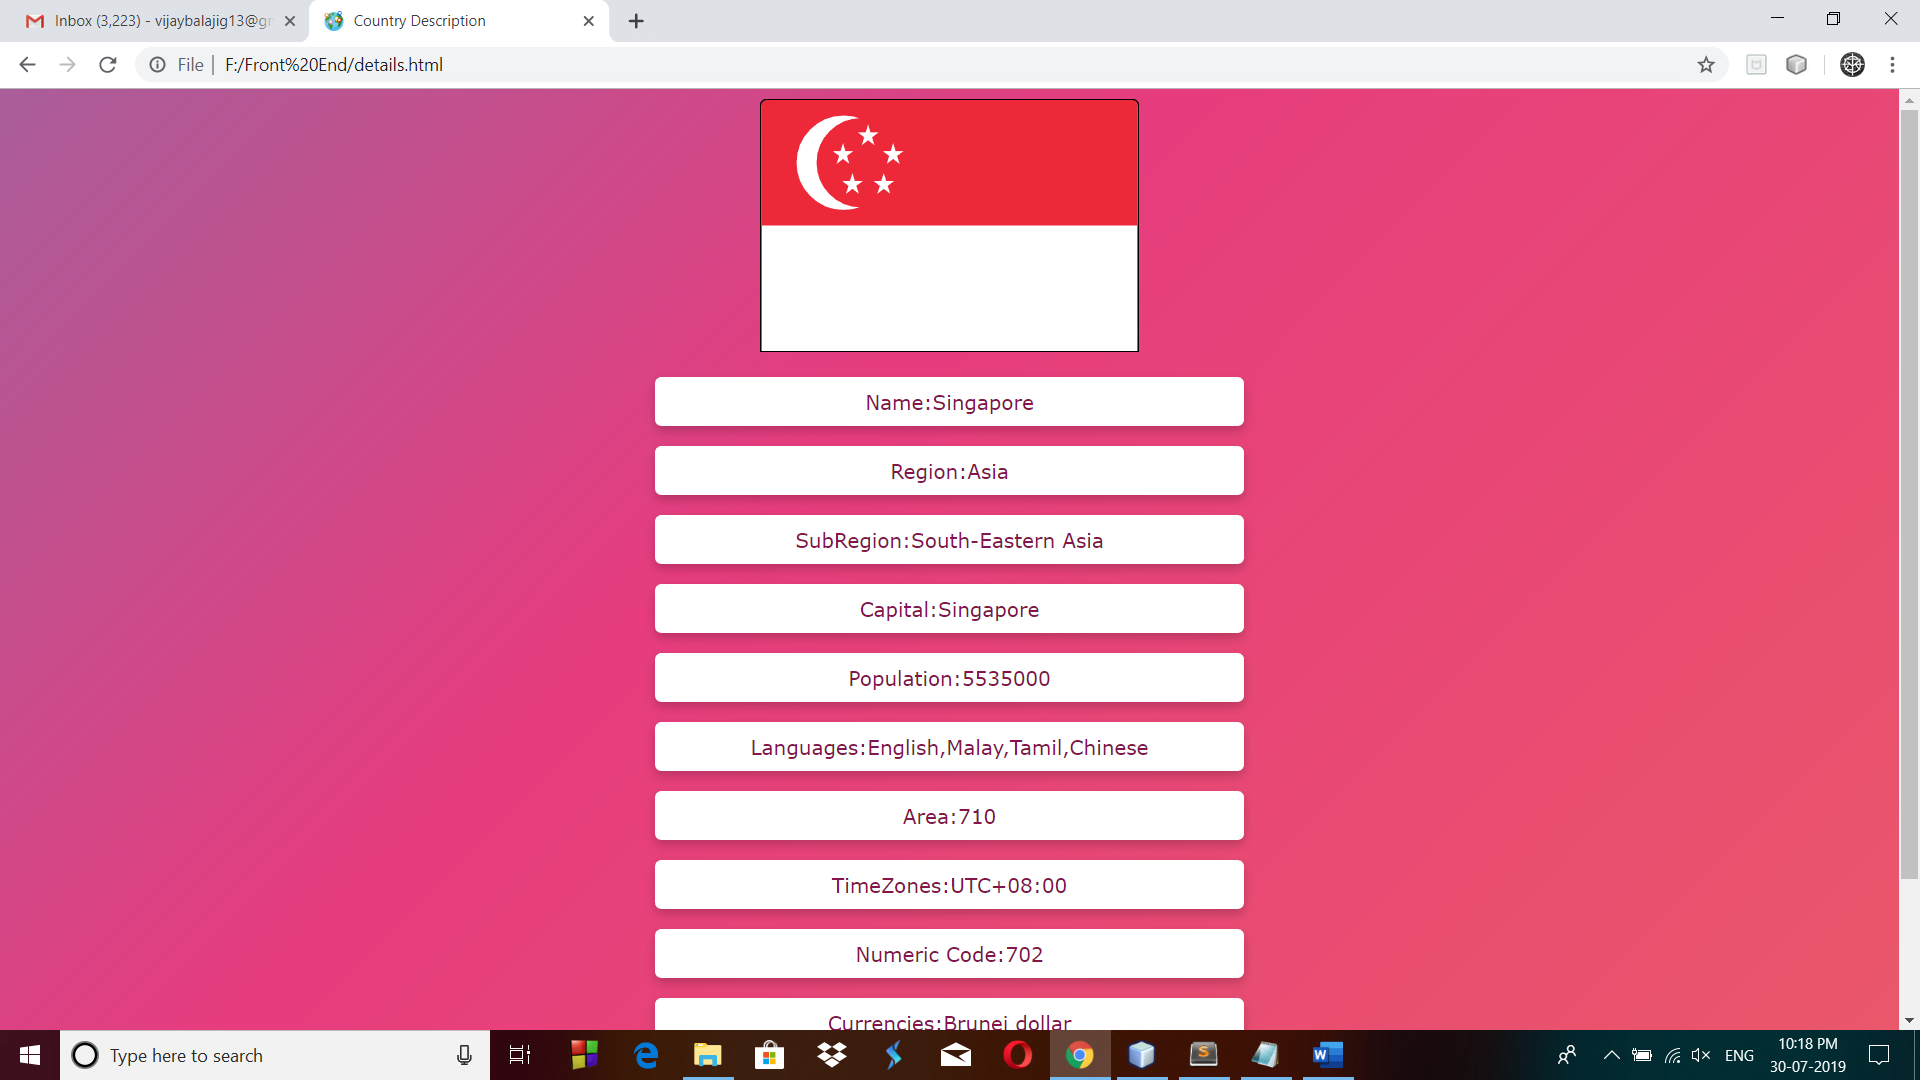 Inbox (3,223) - vijaybalajig13@gm
Country Description
File
F:/Front%20End/details.html
Name:Singapore
Region:Asia
SubRegion:South-Eastern Asia
Capital:Singapore
Population:5535000
Languages:English,Malay,Tamil,Chinese
Area:710
TimeZones:UTC+08:00
Numeric Code:702
Currencies:Brunei dollar
Type here to search
ENG
10:18 PM
30-07-2019